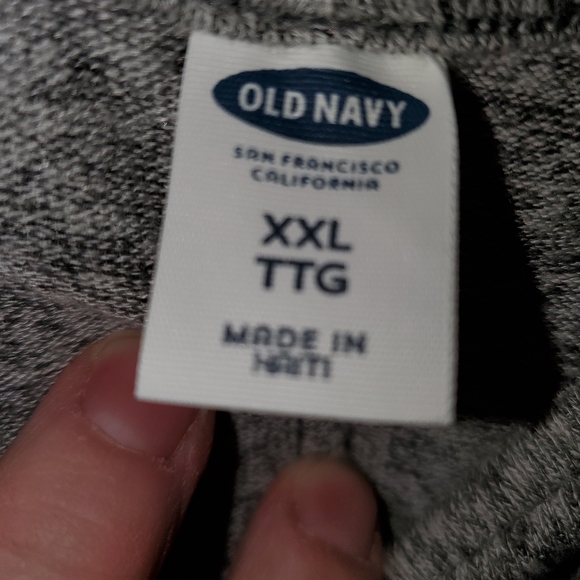 OLD NAVY
SAN FRANCISCO
CALIFORNIA
XXL
TTG
MADE IN
HAITI